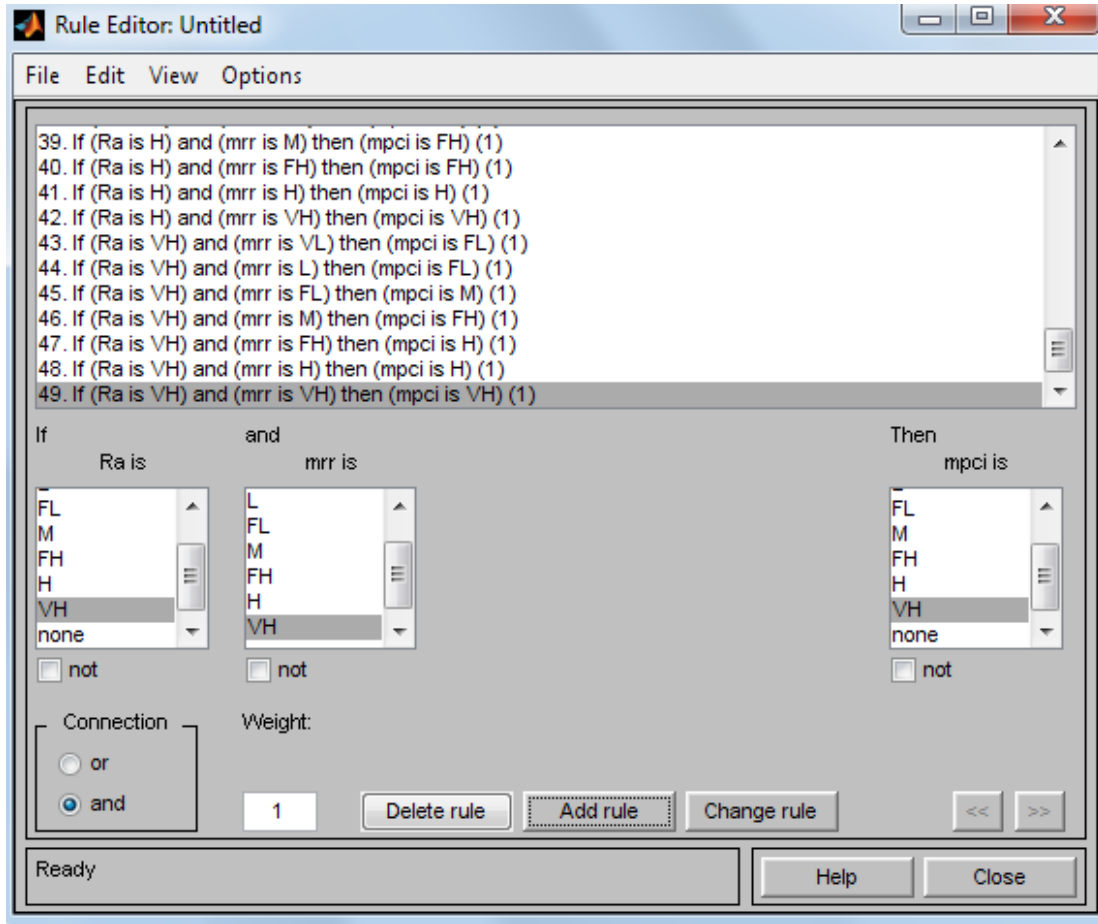 Rule Editor: Untitled
File Edit View Options
39. If (Ra is H) and (mrr is M) then (mpci is FH) (1)
40. If (Ra is H) and (mrr is FH) then (mpci is FH) (1)
41. If (Ra is H) and (mrr is H) then (mpci is H) (1)
42. If (Ra is H) and (mrr is VH) then (mpci is VH) (1)
43. If (Ra is VH) and (mrr is VL) then (mpci is FL) (1)
44. If (Ra is VH) and (mrr is L) then (mpci is FL) (1)
45. If (Ra is VH) and (mrr is FL) then (mpci is M) (1)
46. If (Ra is VH) and (mrr is M) then (mpci is FH) (1)
47. If (Ra is VH) and (mrr is FH) then (mpci is H) (1)
48. If (Ra is VH) and (mrr is H) then (mpci is H) (1)
49. If (Ra is VH) and (mrr is VH) then (mpci is VH) (1)
If
Ra is
FL
M
FH
H
VH
none
not
and
mrr is
L
FL
M
FH
H
VH
not
Then
mpci is
FL
M
FH
H
VH
none
not
Connection
or
and
Weight:
1
Delete rule
Add rule
Change rule
<<
>>
Ready
Help
Close